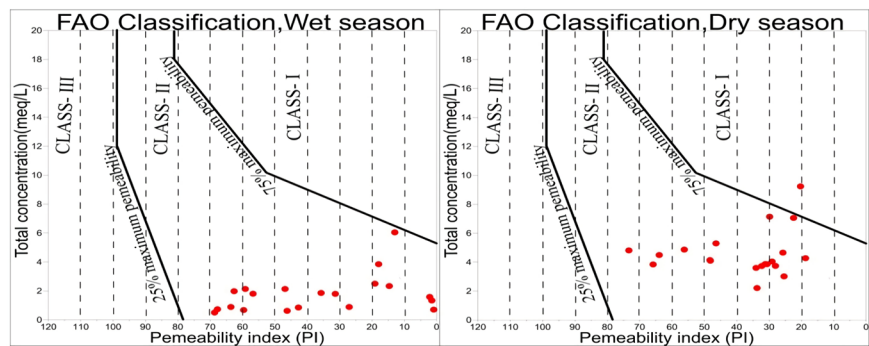 FAO Classification,Wet season
Total concentration(meq/L)
20
18
16
14
12
10
8
6
4
2
0
CLASS- III
CLASS- II
CLASS- I
25% maximum permeability
75% maximum permeability
120 110 100 90 80 70 60 50 40 30 20 10 0
Pemeability index (PI)
FAO Classification,Dry season
Total concentration(meq/L)
20
18
16
14
12
10
8
6
4
2
0
CLASS- III
CLASS- II
CLASS- I
25% maximum permeability
75% maximum permeability
120 110 100 90 80 70 60 50 40 30 20 10 0
Pemeability index (PI)